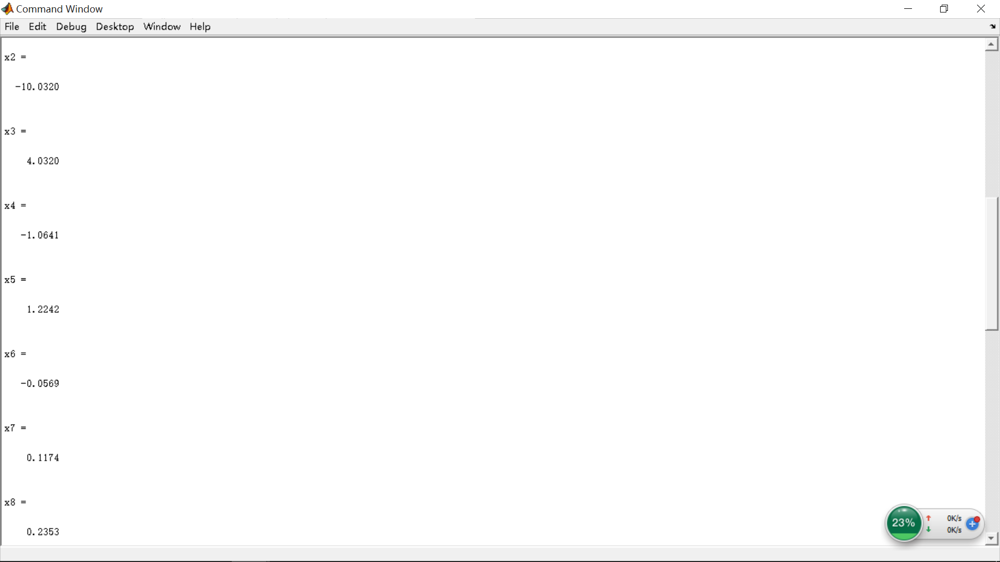 Command Window
File Edit Debug Desktop Window Help
x2 =
-10.0320
x3 =
4.0320
x4 =
-1.0641
x5 =
1.2242
x6 =
-0.0569
x7 =
0.1174
x8 =
0.2353
23%
0K/s
0K/s